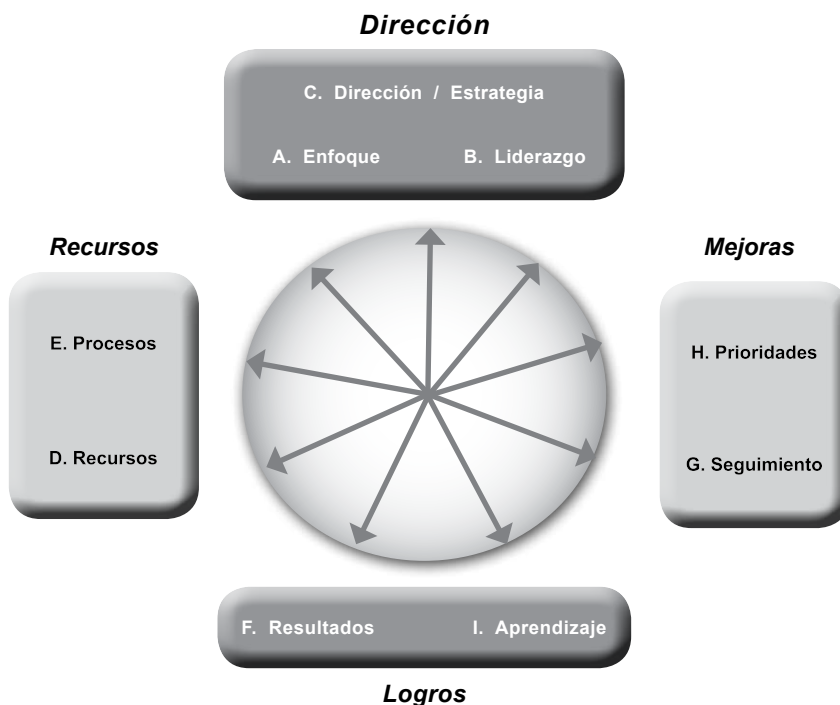 Dirección
C. Dirección / Estrategia
A. Enfoque B. Liderazgo
Recursos
E. Procesos
D. Recursos
Mejoras
H. Prioridades
G. Seguimiento
F. Resultados I. Aprendizaje
Logros